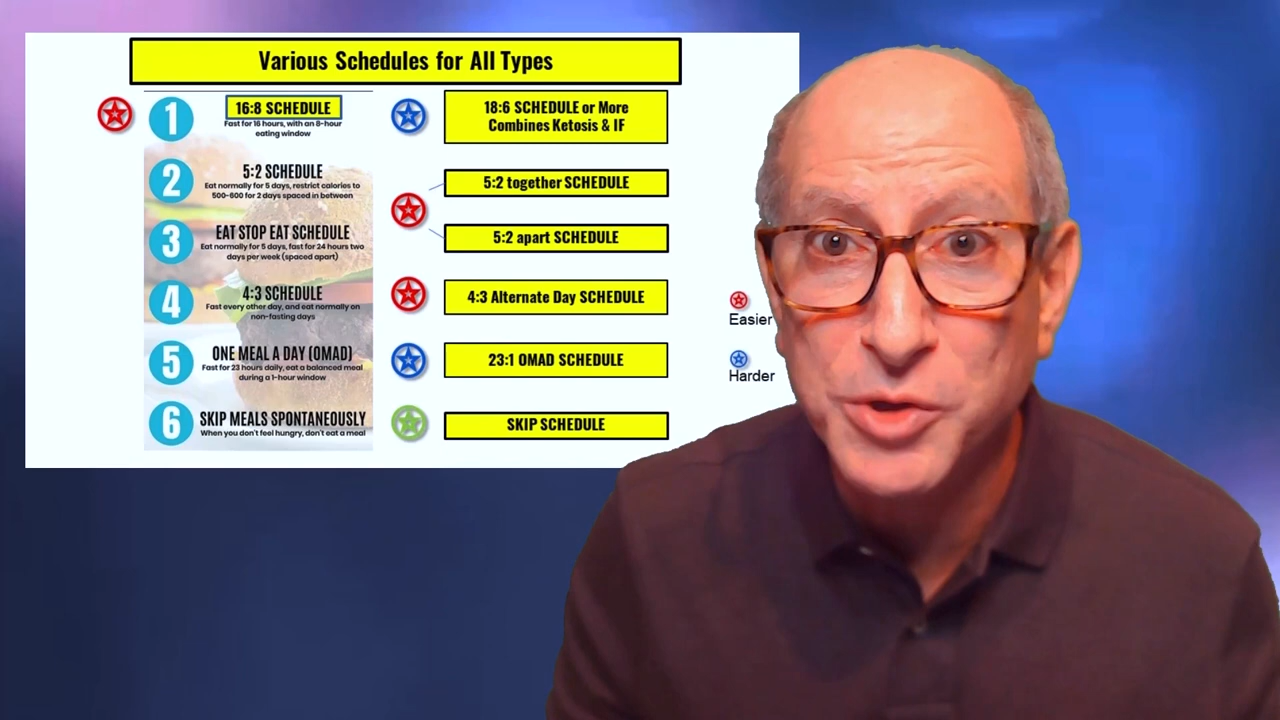 Various Schedules for All Types
1
16:8 SCHEDULE
Fast for 16 hours, with an 8-hour
eating window
2
5:2 SCHEDULE
Eat normally for 5 days, restrict calories to
500-600 for 2 days spaced in between
3
EAT STOP EAT SCHEDULE
Eat normally for 5 days, fast for 24 hours two
days per week (spaced apart)
4
4:3 SCHEDULE
Fast every other day, and eat normally on
non-fasting days
5
ONE MEAL A DAY (OMAD)
Fast for 23 hours daily, eat a balanced meal
during a 1-hour window
6
SKIP MEALS SPONTANEOUSLY
When you don't feel hungry, don't eat a meal
18:6 SCHEDULE or More
Combines Ketosis & IF
5:2 together SCHEDULE
5:2 apart SCHEDULE
4:3 Alternate Day SCHEDULE
23:1 OMAD SCHEDULE
SKIP SCHEDULE
Easier
Harder